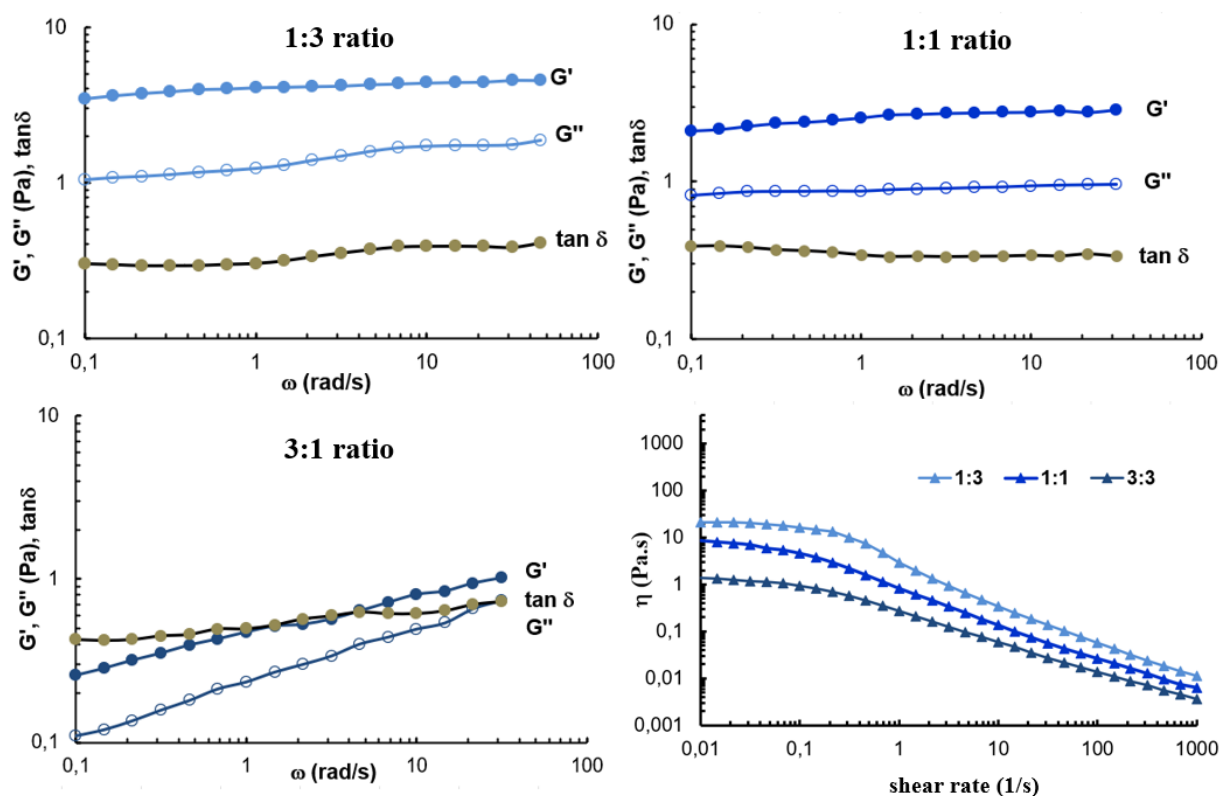 1:3 ratio
G', G'' (Pa), tanδ
10
1
0,1
G'
G''
tan δ
0,1 1 10 100
ω (rad/s)
1:1 ratio
G', G'' (Pa), tanδ
10
1
0,1
G'
G''
tan δ
0,1 1 10 100
ω (rad/s)
3:1 ratio
G', G'' (Pa), tanδ
10
1
0,1
G'
tan δ
G''
0,1 1 10 100
ω (rad/s)
η (Pa.s)
1000
100
10
1
0,1
0,01
0,001
1:3 1:1 3:3
0,01 0,1 1 10 100 1000
shear rate (1/s)